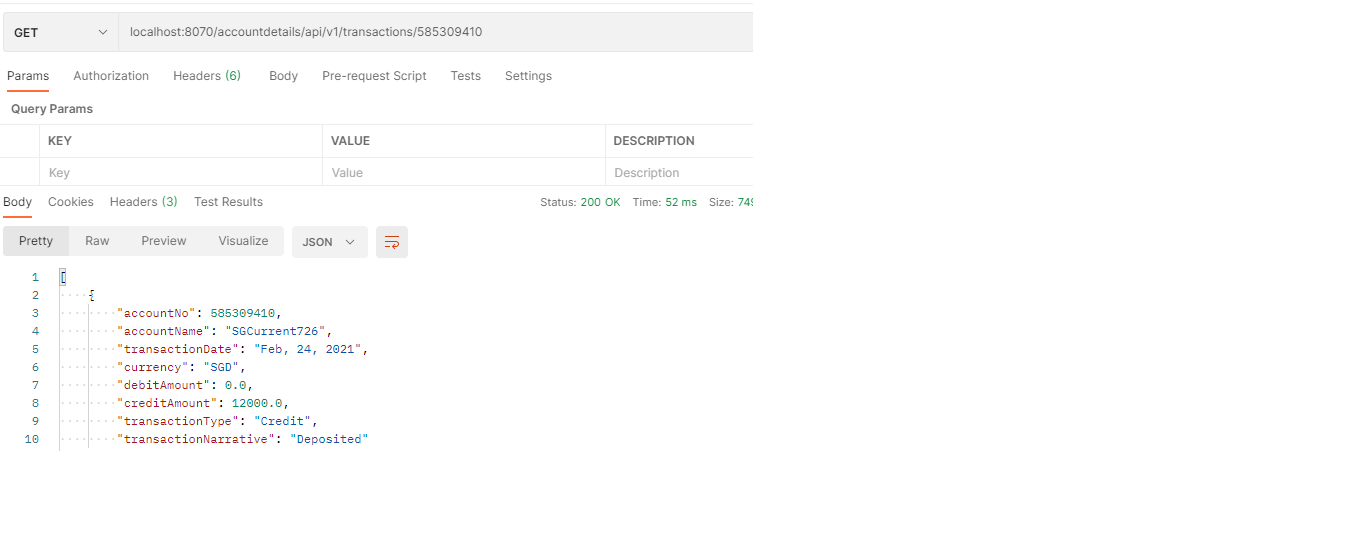 GET localhost:8070/accountdetails/api/v1/transactions/585309410
Params Authorization Headers (6) Body Pre-request Script Tests Settings
Query Params
KEY VALUE DESCRIPTION
Key Value Description
Body Cookies Headers (3) Test Results Status: 200 OK Time: 52 ms Size: 749
Pretty Raw Preview Visualize JSON
1 [
2 {
3 "accountNo": 585309410,
4 "accountName": "SGCurrent726",
5 "transactionDate": "Feb, 24, 2021",
6 "currency": "SGD",
7 "debitAmount": 0.0,
8 "creditAmount": 12000.0,
9 "transactionType": "Credit",
10 "transactionNarrative": "Deposited"